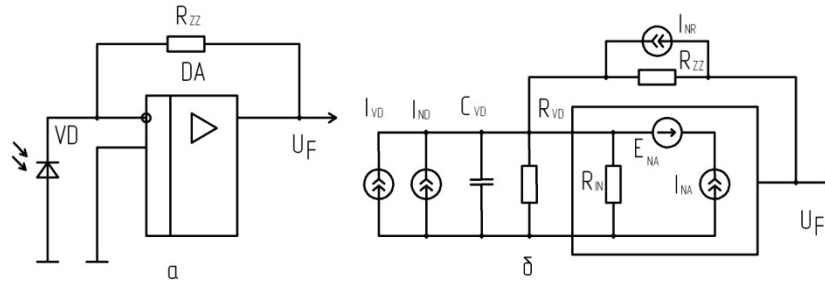 R_ZZ
DA
VD
U_F
а
I_NR
R_ZZ
I_VD
I_ND
C_VD
R_VD
E_NA
R_IN
I_NA
U_F
δ